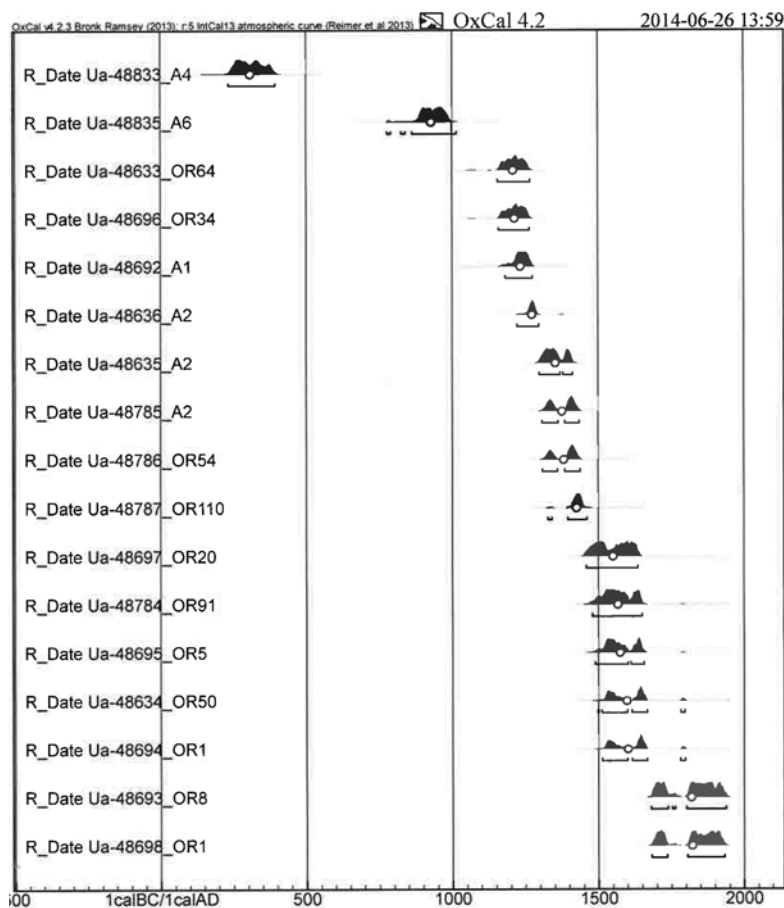 OxCal v4.2.3 Bronk Ramsey (2013); r:5 IntCal13 atmospheric curve (Reimer et al 2013) OxCal 4.2 2014-06-26 13:59
R_Date Ua-48833_A4
R_Date Ua-48835_A6
R_Date Ua-48633_OR64
R_Date Ua-48696_OR34
R_Date Ua-48692_A1
R_Date Ua-48636_A2
R_Date Ua-48635_A2
R_Date Ua-48785_A2
R_Date Ua-48786_OR54
R_Date Ua-48787_OR110
R_Date Ua-48697_OR20
R_Date Ua-48784_OR91
R_Date Ua-48695_OR5
R_Date Ua-48634_OR50
R_Date Ua-48694_OR1
R_Date Ua-48693_OR8
R_Date Ua-48698_OR1
500 1calBC/1calAD 500 1000 1500 2000